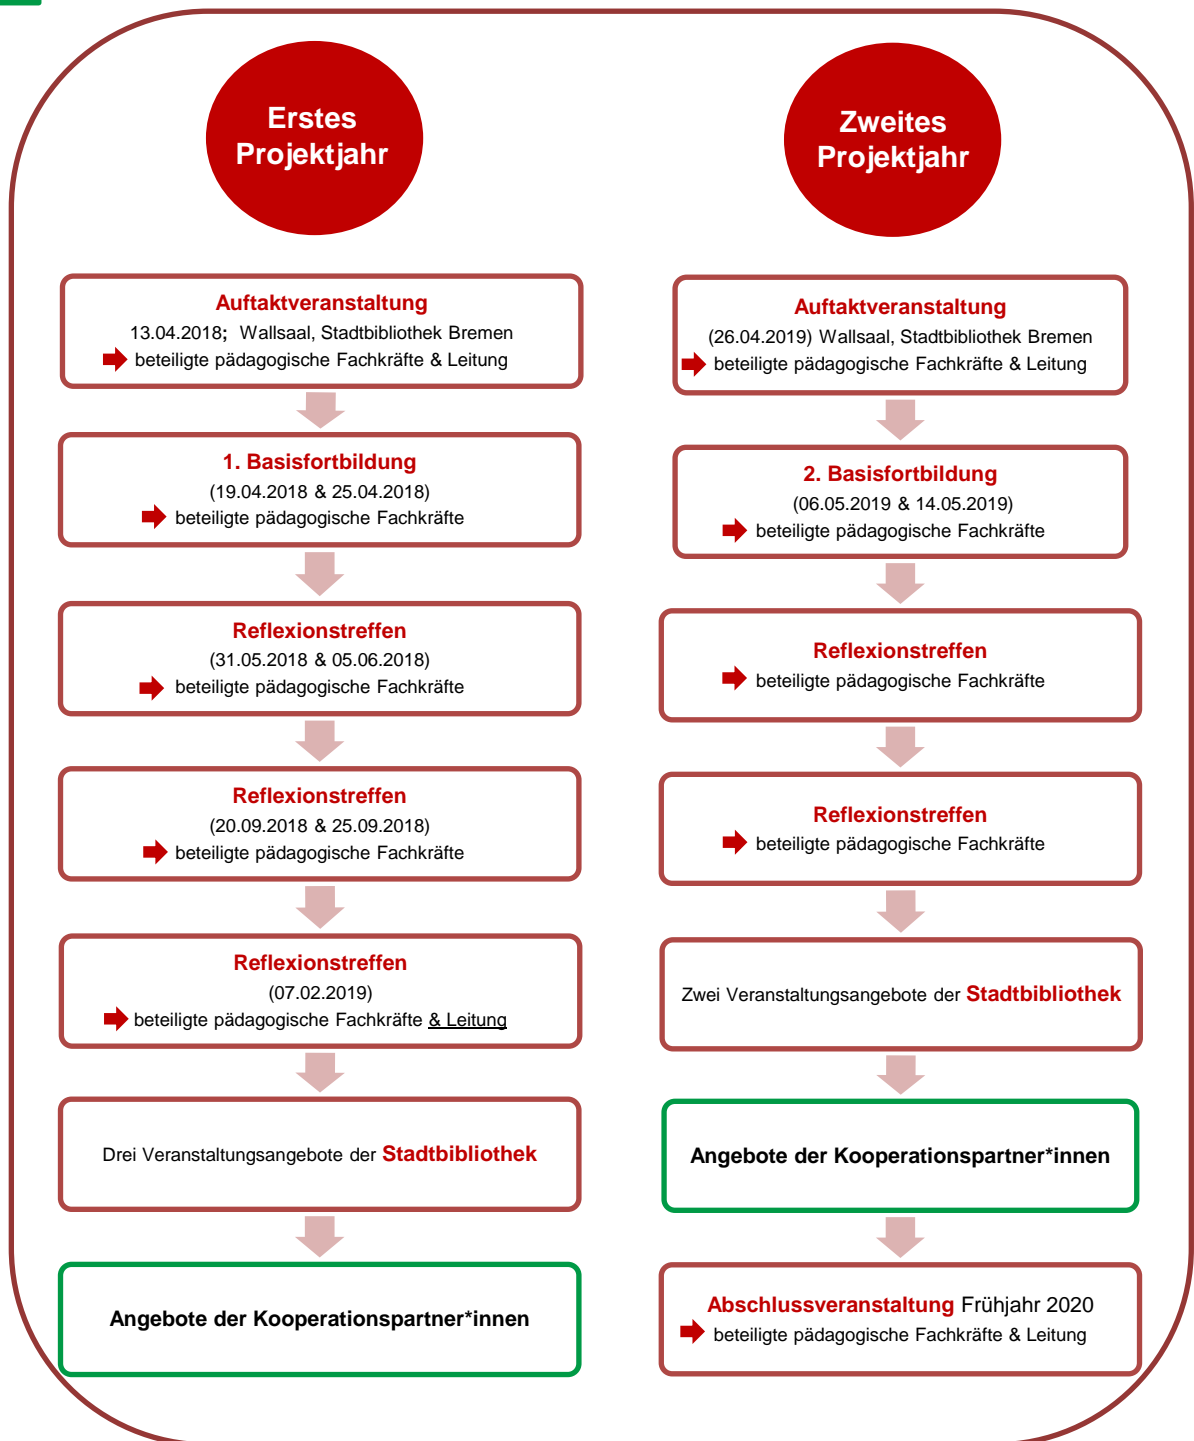 Erstes
Projektjahr
Auftaktveranstaltung
13.04.2018; Wallsaal, Stadtbibliothek Bremen
beteiligte pädagogische Fachkräfte & Leitung
1. Basisfortbildung
(19.04.2018 & 25.04.2018)
beteiligte pädagogische Fachkräfte
Reflexionstreffen
(31.05.2018 & 05.06.2018)
beteiligte pädagogische Fachkräfte
Reflexionstreffen
(20.09.2018 & 25.09.2018)
beteiligte pädagogische Fachkräfte
Reflexionstreffen
(07.02.2019)
beteiligte pädagogische Fachkräfte & Leitung
Drei Veranstaltungsangebote der Stadtbibliothek
Angebote der Kooperationspartner*innen
Zweites
Projektjahr
Auftaktveranstaltung
(26.04.2019) Wallsaal, Stadtbibliothek Bremen
beteiligte pädagogische Fachkräfte & Leitung
2. Basisfortbildung
(06.05.2019 & 14.05.2019)
beteiligte pädagogische Fachkräfte
Reflexionstreffen
beteiligte pädagogische Fachkräfte
Reflexionstreffen
beteiligte pädagogische Fachkräfte
Zwei Veranstaltungsangebote der Stadtbibliothek
Angebote der Kooperationspartner*innen
Abschlussveranstaltung Frühjahr 2020
beteiligte pädagogische Fachkräfte & Leitung